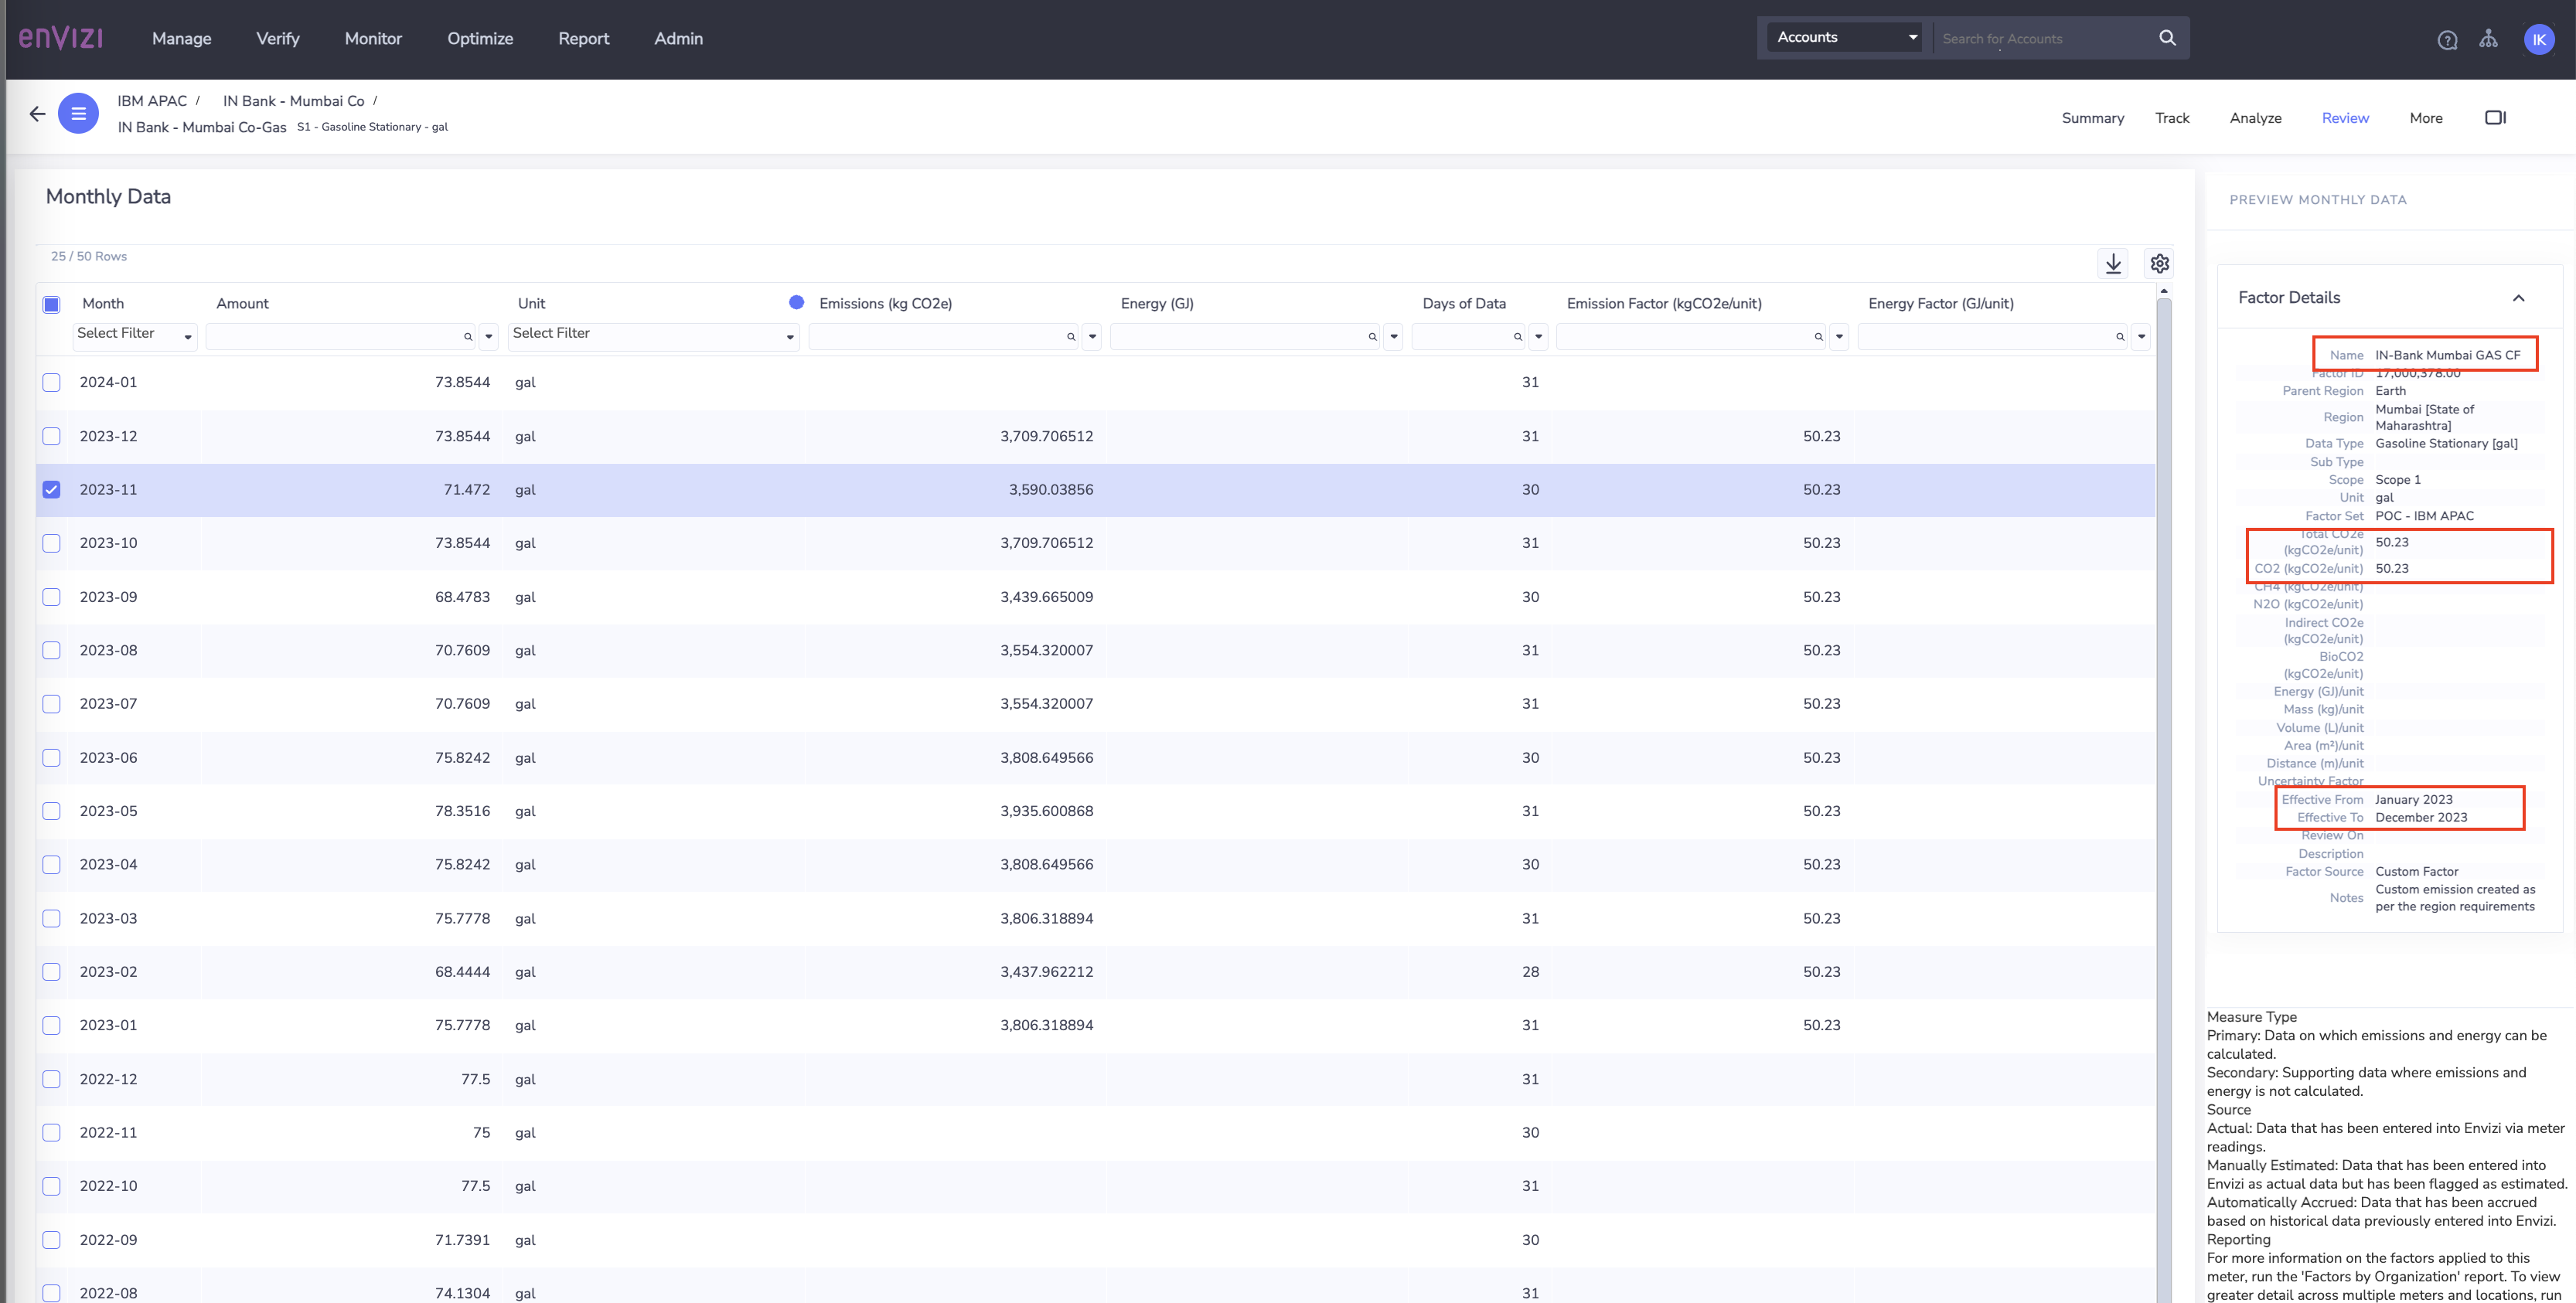 enVIZI
Manage Verify Monitor Optimize Report Admin
Accounts Search for Accounts IK
IBM APAC / IN Bank - Mumbai Co /
IN Bank - Mumbai Co-Gas S1 - Gasoline Stationary - gal
Summary Track Analyze Review More
Monthly Data
25 / 50 Rows
Month Amount Unit Emissions (kg CO2e) Energy (GJ) Days of Data Emission Factor (kgCO2e/unit) Energy Factor (GJ/unit)
Select Filter Select Filter
2024-01 73.8544 gal 31
2023-12 73.8544 gal 3,709.706512 31 50.23
2023-11 71.472 gal 3,590.03856 30 50.23
2023-10 73.8544 gal 3,709.706512 31 50.23
2023-09 68.4783 gal 3,439.665009 30 50.23
2023-08 70.7609 gal 3,554.320007 31 50.23
2023-07 70.7609 gal 3,554.320007 31 50.23
2023-06 75.8242 gal 3,808.649566 30 50.23
2023-05 78.3516 gal 3,935.600868 31 50.23
2023-04 75.8242 gal 3,808.649566 30 50.23
2023-03 75.7778 gal 3,806.318894 31 50.23
2023-02 68.4444 gal 3,437.962212 28 50.23
2023-01 75.7778 gal 3,806.318894 31 50.23
2022-12 77.5 gal 31
2022-11 75 gal 30
2022-10 77.5 gal 31
2022-09 71.7391 gal 30
2022-08 74.1304 gal 31
PREVIEW MONTHLY DATA
Factor Details
Name IN-Bank Mumbai GAS CF
Factor ID 17,000,378.00
Parent Region Earth
Region Mumbai [State of
Maharashtra]
Data Type Gasoline Stationary [gal]
Sub Type
Scope Scope 1
Unit gal
Factor Set POC - IBM APAC
Total CO2e
(kgCO2e/unit) 50.23
CO2 (kgCO2e/unit) 50.23
CH4 (kgCO2e/unit)
N2O (kgCO2e/unit)
Indirect CO2e
(kgCO2e/unit)
BioCO2
(kgCO2e/unit)
Energy (GJ)/unit
Mass (kg)/unit
Volume (L)/unit
Area (m²)/unit
Distance (m)/unit
Uncertainty Factor
Effective From January 2023
Effective To December 2023
Review On
Description
Factor Source Custom Factor
Notes Custom emission created as
per the region requirements
Measure Type
Primary: Data on which emissions and energy can be
calculated.
Secondary: Supporting data where emissions and
energy is not calculated.
Source
Actual: Data that has been entered into Envizi via meter
readings.
Manually Estimated: Data that has been entered into
Envizi as actual data but has been flagged as estimated.
Automatically Accrued: Data that has been accrued
based on historical data previously entered into Envizi.
Reporting
For more information on the factors applied to this
meter, run the 'Factors by Organization' report. To view
greater detail across multiple meters and locations, run